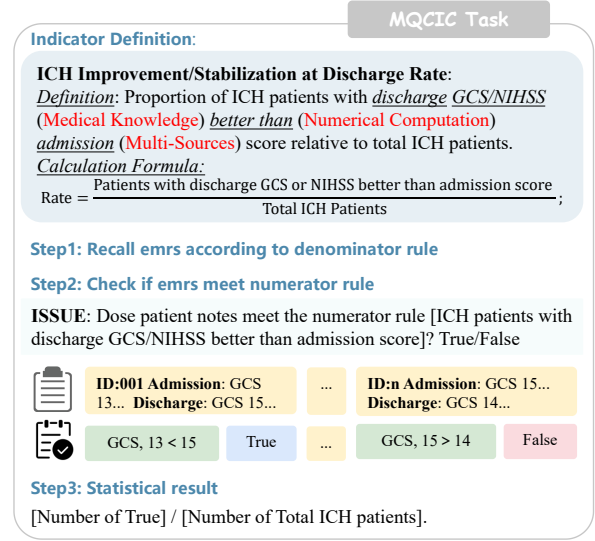 MQCIC Task
Indicator Definition:
ICH Improvement/Stabilization at Discharge Rate:
Definition: Proportion of ICH patients with discharge GCS/NIHSS
(Medical Knowledge) better than (Numerical Computation)
admission (Multi-Sources) score relative to total ICH patients.
Calculation Formula:
Rate = Patients with discharge GCS or NIHSS better than admission score / Total ICH Patients ;
Step1: Recall emrs according to denominator rule
Step2: Check if emrs meet numerator rule
ISSUE: Dose patient notes meet the numerator rule [ICH patients with
discharge GCS/NIHSS better than admission score]? True/False
ID:001 Admission: GCS
13... Discharge: GCS 15...
...
ID:n Admission: GCS 15...
Discharge: GCS 14...
GCS, 13 < 15
True
...
GCS, 15 > 14
False
Step3: Statistical result
[Number of True] / [Number of Total ICH patients].